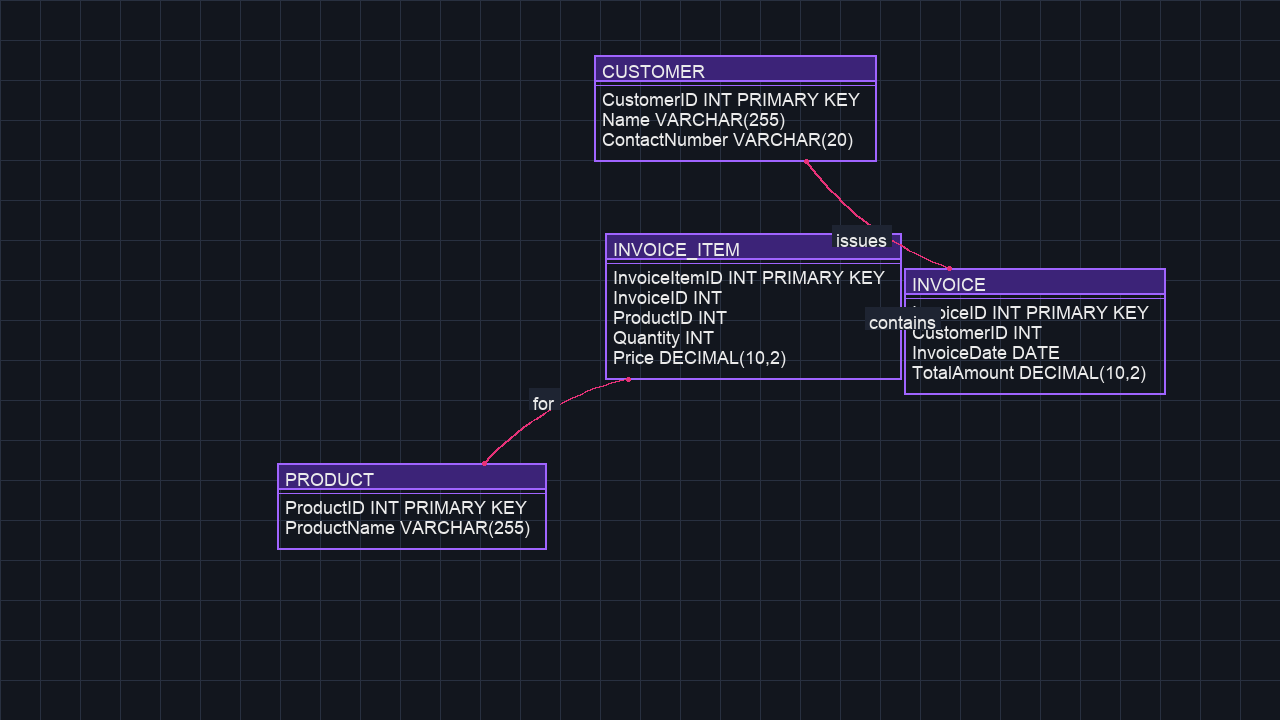 CUSTOMER
CustomerID INT PRIMARY KEY
Name VARCHAR(255)
ContactNumber VARCHAR(20)
issues
INVOICE_ITEM
InvoiceItemID INT PRIMARY KEY
InvoiceID INT
ProductID INT
Quantity INT
Price DECIMAL(10,2)
contains
INVOICE
INT PRIMARY KEY
CustomerID INT
InvoiceDate DATE
TotalAmount DECIMAL(10,2)
for
PRODUCT
ProductID INT PRIMARY KEY
ProductName VARCHAR(255)